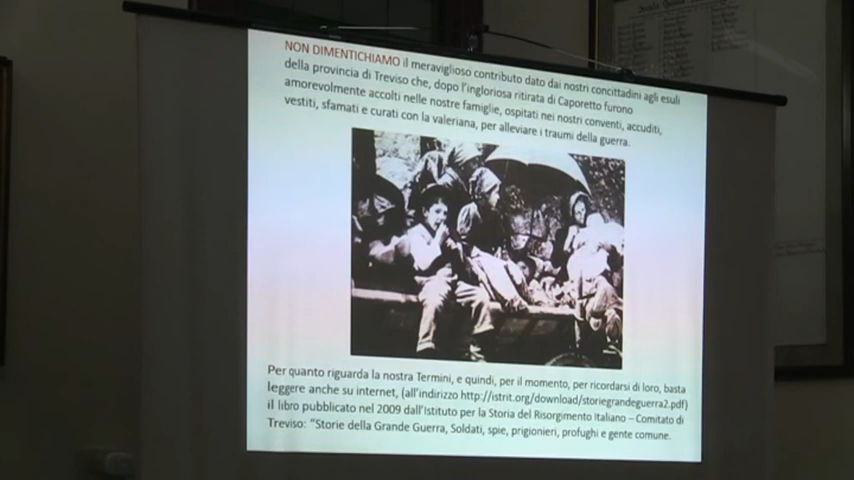 NON DIMENTICHIAMO il meraviglioso contributo dato dai nostri concittadini agli esuli
della provincia di Treviso che, dopo l'ingloriosa ritirata di Caporetto furono
amorevolmente accolti nelle nostre famiglie, ospitati nei nostri conventi, accuditi,
vestiti, sfamati e curati con la valeriana, per alleviare i traumi della guerra.
Per quanto riguarda la nostra Termini, e quindi, per il momento, per ricordarsi di loro, basta
leggere anche su internet, (all'indirizzo http://istrit.org/download/storiegrandeguerra2.pdf)
il libro pubblicato nel 2009 dall'Istituto per la Storia del Risorgimento Italiano – Comitato di
Treviso: "Storie della Grande Guerra, Soldati, spie, prigionieri, profughi e gente comune.